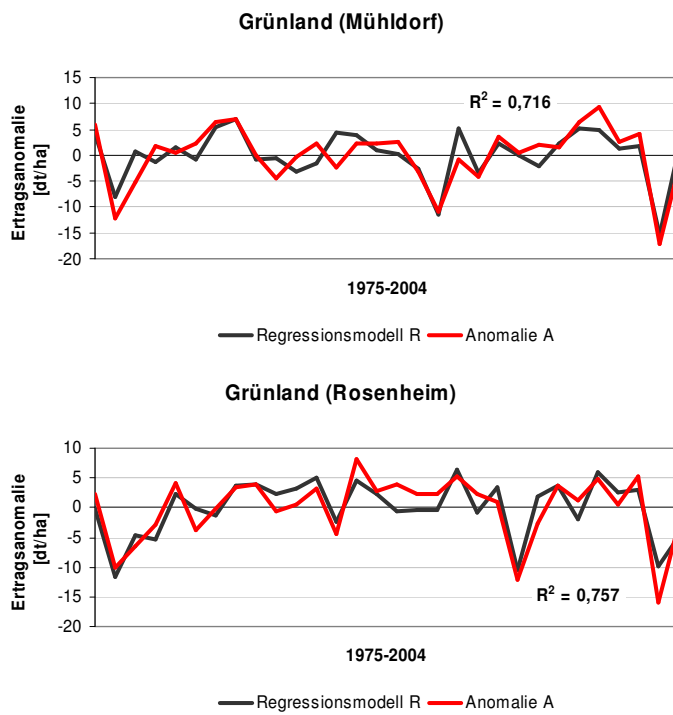 Grünland (Mühldorf)
15
10
5
0
-5
-10
-15
-20
Ertragsanomalie
[dt/ha]
R² = 0,716
1975-2004
Regressionsmodell R Anomalie A
Grünland (Rosenheim)
10
5
0
-5
-10
-15
-20
Ertragsanomalie
[dt/ha]
R² = 0,757
1975-2004
Regressionsmodell R Anomalie A